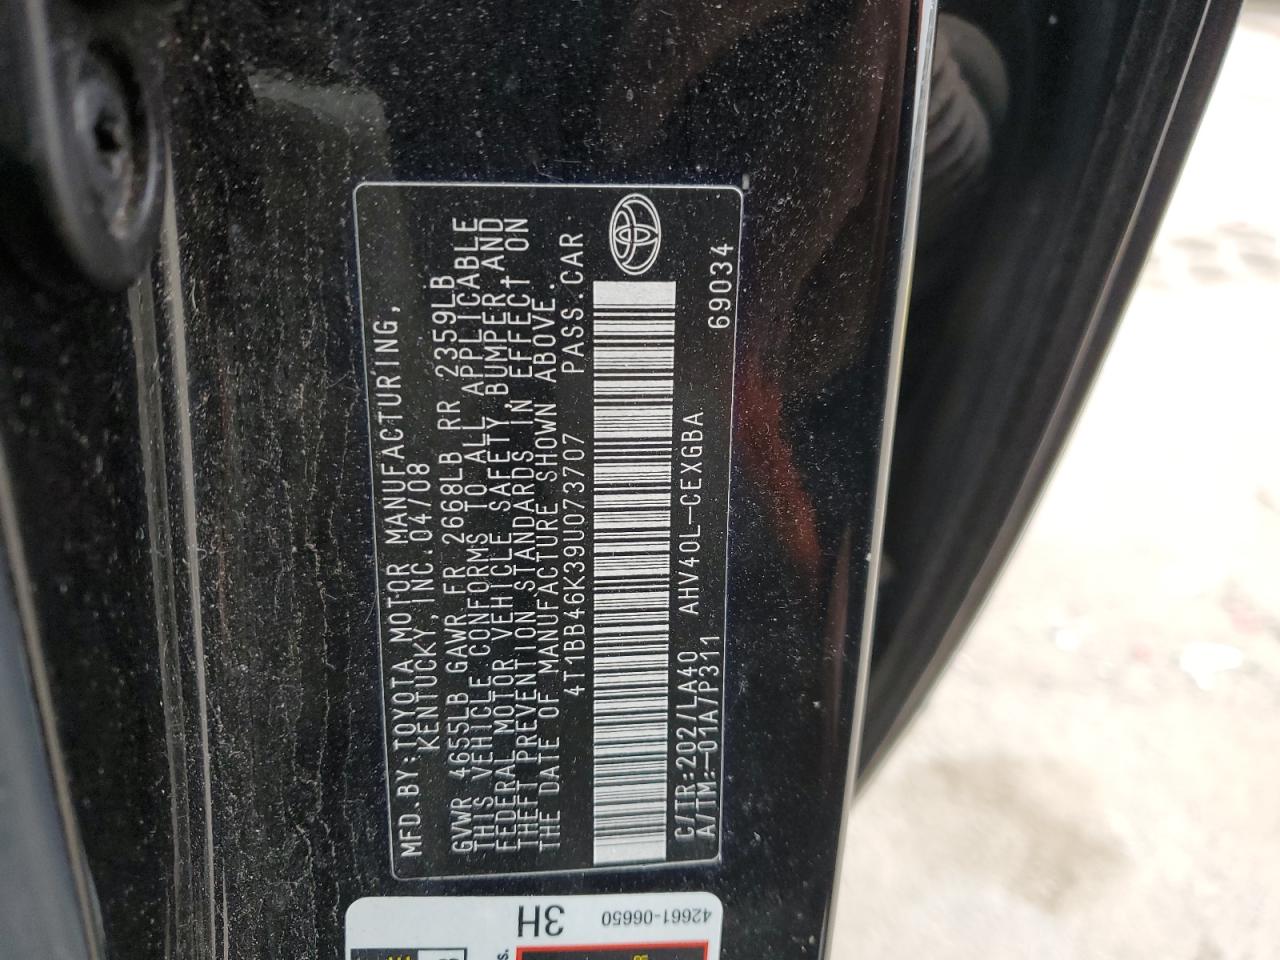 MFD.BY:TOYOTA MOTOR MANUFACTURING,
KENTUCKY,INC.04/08
GVWR 4655LB GAWR FR 2668LB RR 2359LB
THIS VEHICLE CONFORMS TO ALL APPLICABLE
FEDERAL MOTOR VEHICLE SAFETY,BUMPER,AND
THEFT PREVENTION STANDARDS IN EFFECT ON
THE DATE OF MANUFACTURE SHOWN ABOVE.
4T1BB46K39U073707 PASS.CAR
C/TR:202/LA40 AHV40L-CEXGBA
A/TM:-01A/P311 69034
42661-06650
3H